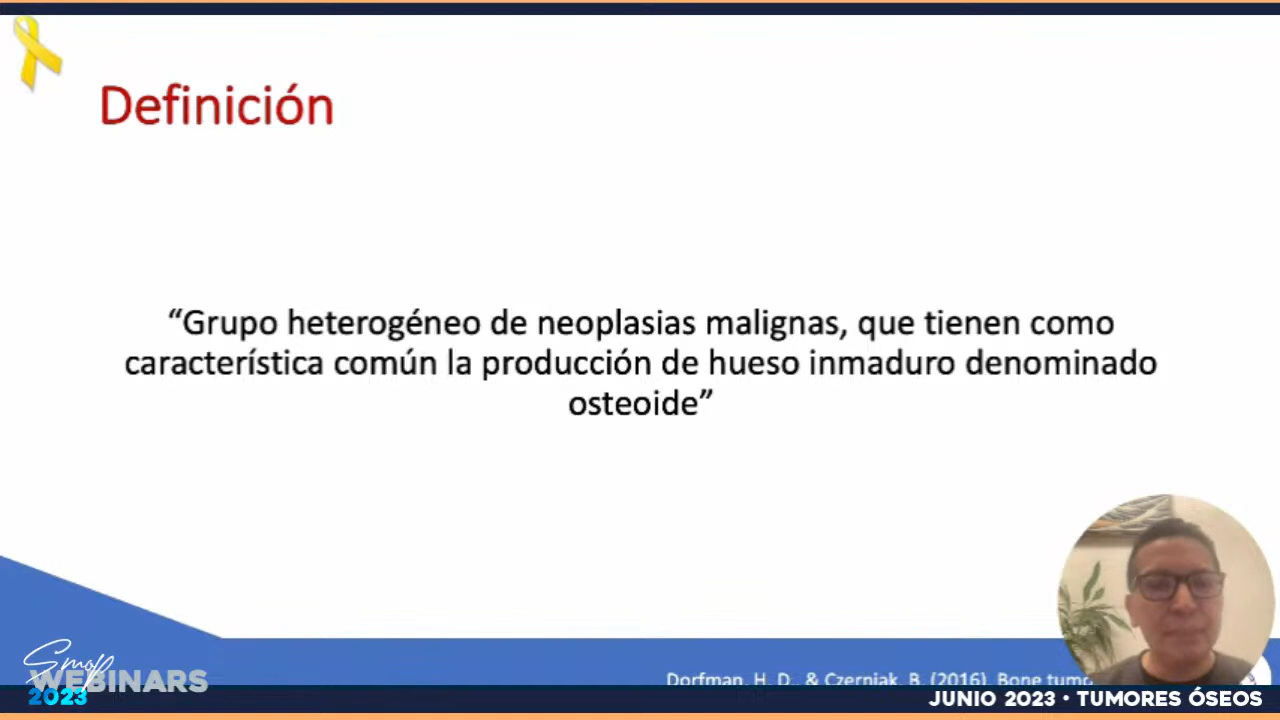 Definición
“Grupo heterogéneo de neoplasias malignas, que tienen como
característica común la producción de hueso inmaduro denominado
osteoide”
Smop
WEBINARS
2023
Dorfman, H. D., & Czerniak, B. (2016). Bone
JUNIO 2023 • TUMORES ÓSEOS